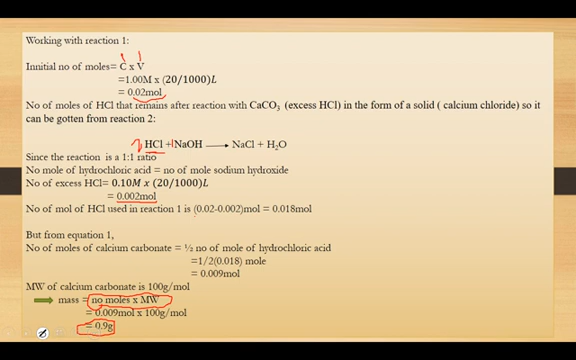 Working with reaction 1:
Innitial no of moles= C x V
=1.00M x (20/1000)L
= 0.02mol
No of moles of HCl that remains after reaction with CaCO₃ (excess HCl) in the form of a solid ( calcium chloride) so it
can be gotten from reaction 2:
HCl + NaOH ⟶ NaCl + H₂O
Since the reaction is a 1:1 ratio
No mole of hydrochloric acid = no of mole sodium hydroxide
No of excess HCl= 0.10M x (20/1000)L
= 0.002mol
No of mol of HCl used in reaction 1 is (0.02-0.002)mol = 0.018mol
But from equation 1,
No of moles of calcium carbonate = ½ no of mole of hydrochloric acid
=1/2(0.018) mole
= 0.009mol
MW of calcium carbonate is 100g/mol
mass = no moles x MW
= 0.009mol x 100g/mol
= 0.9g